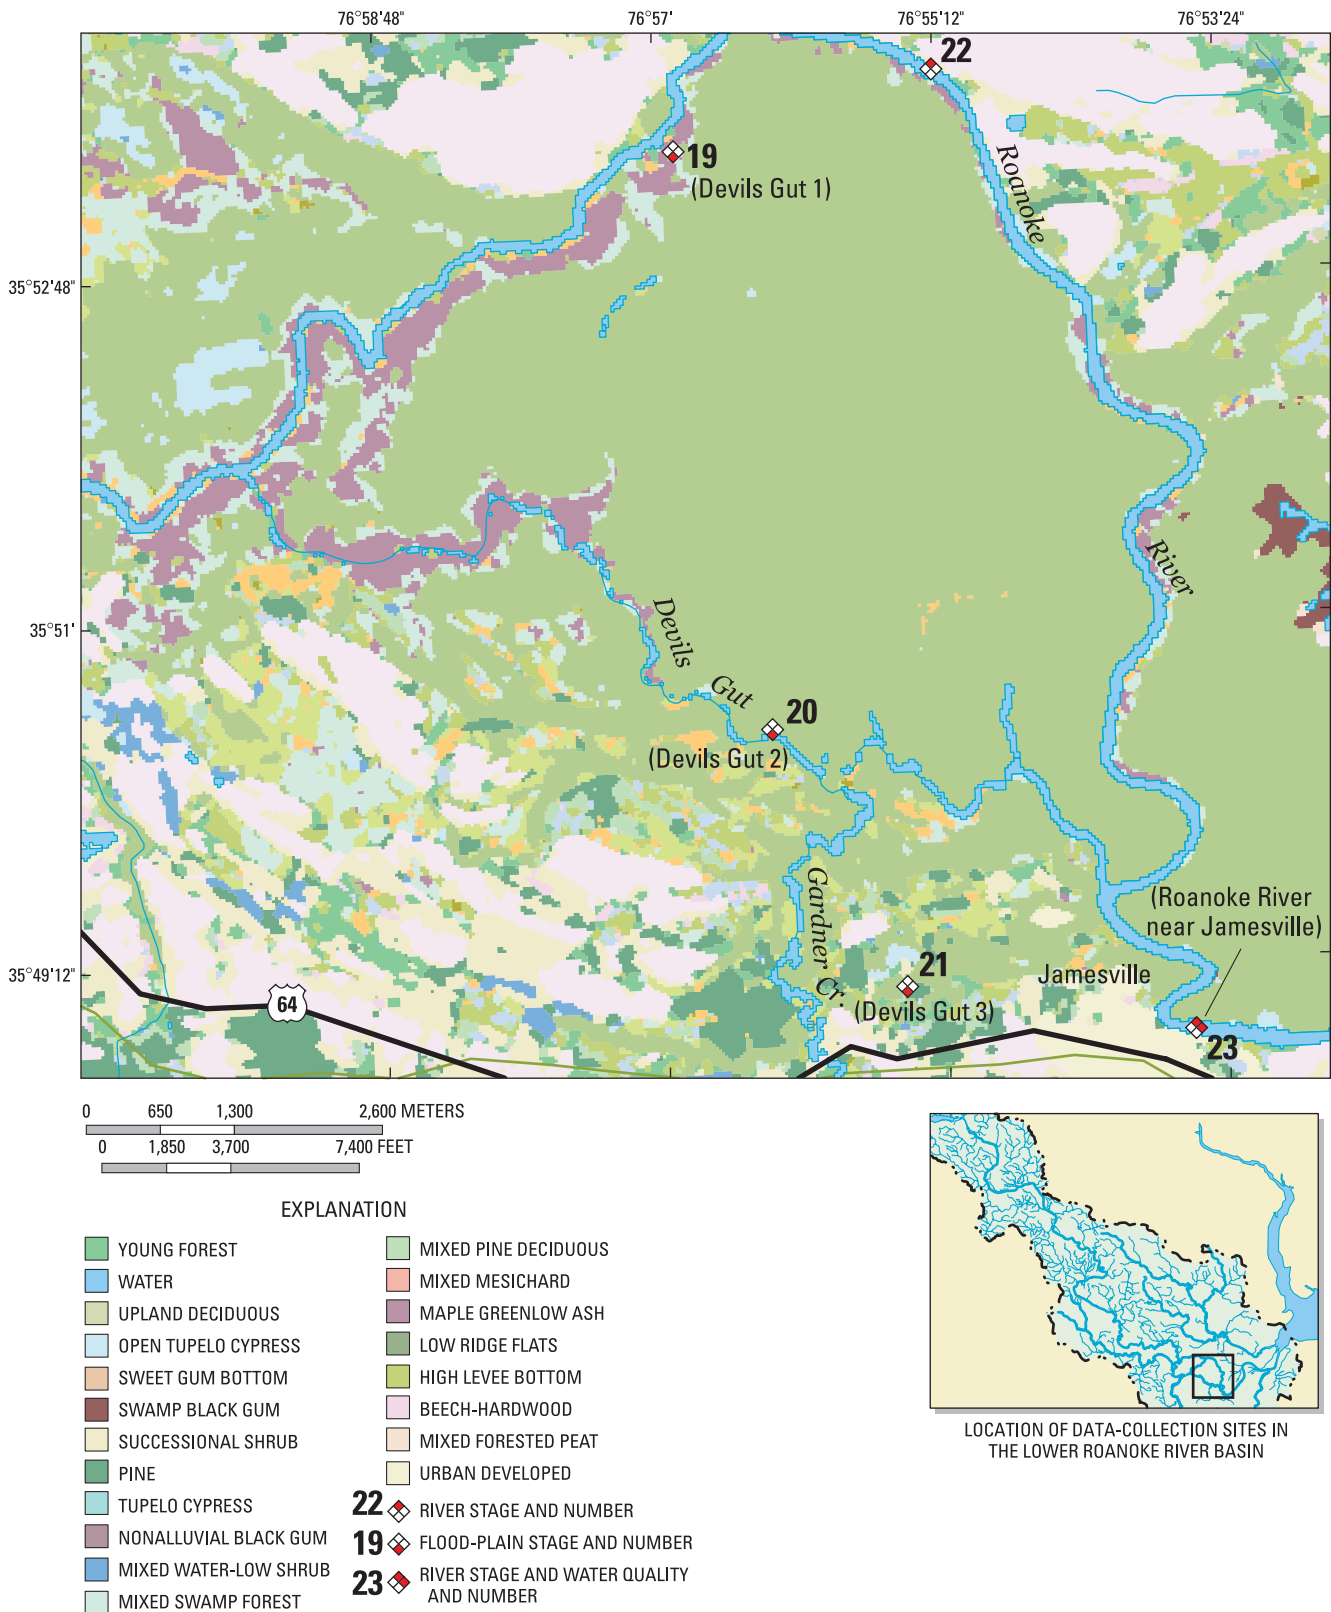 76°58'48"
76°57'
76°55'12"
76°53'24"
22
19
(Devils Gut 1)
Roanoke
35°52'48"
River
35°51'
Devils
Gut
20
(Devils Gut 2)
Gardner
Cr.
(Roanoke River
near Jamesville)
21
Jamesville
35°49'12"
64
(Devils Gut 3)
23
0 650 1,300 2,600 METERS
0 1,850 3,700 7,400 FEET
EXPLANATION
YOUNG FOREST
WATER
UPLAND DECIDUOUS
OPEN TUPELO CYPRESS
SWEET GUM BOTTOM
SWAMP BLACK GUM
SUCCESSIONAL SHRUB
PINE
TUPELO CYPRESS
NONALLUVIAL BLACK GUM
MIXED WATER-LOW SHRUB
MIXED SWAMP FOREST
MIXED PINE DECIDUOUS
MIXED MESICHARD
MAPLE GREENLOW ASH
LOW RIDGE FLATS
HIGH LEVEE BOTTOM
BEECH-HARDWOOD
MIXED FORESTED PEAT
URBAN DEVELOPED
22 RIVER STAGE AND NUMBER
19 FLOOD-PLAIN STAGE AND NUMBER
23 RIVER STAGE AND WATER QUALITY
AND NUMBER
LOCATION OF DATA-COLLECTION SITES IN
THE LOWER ROANOKE RIVER BASIN